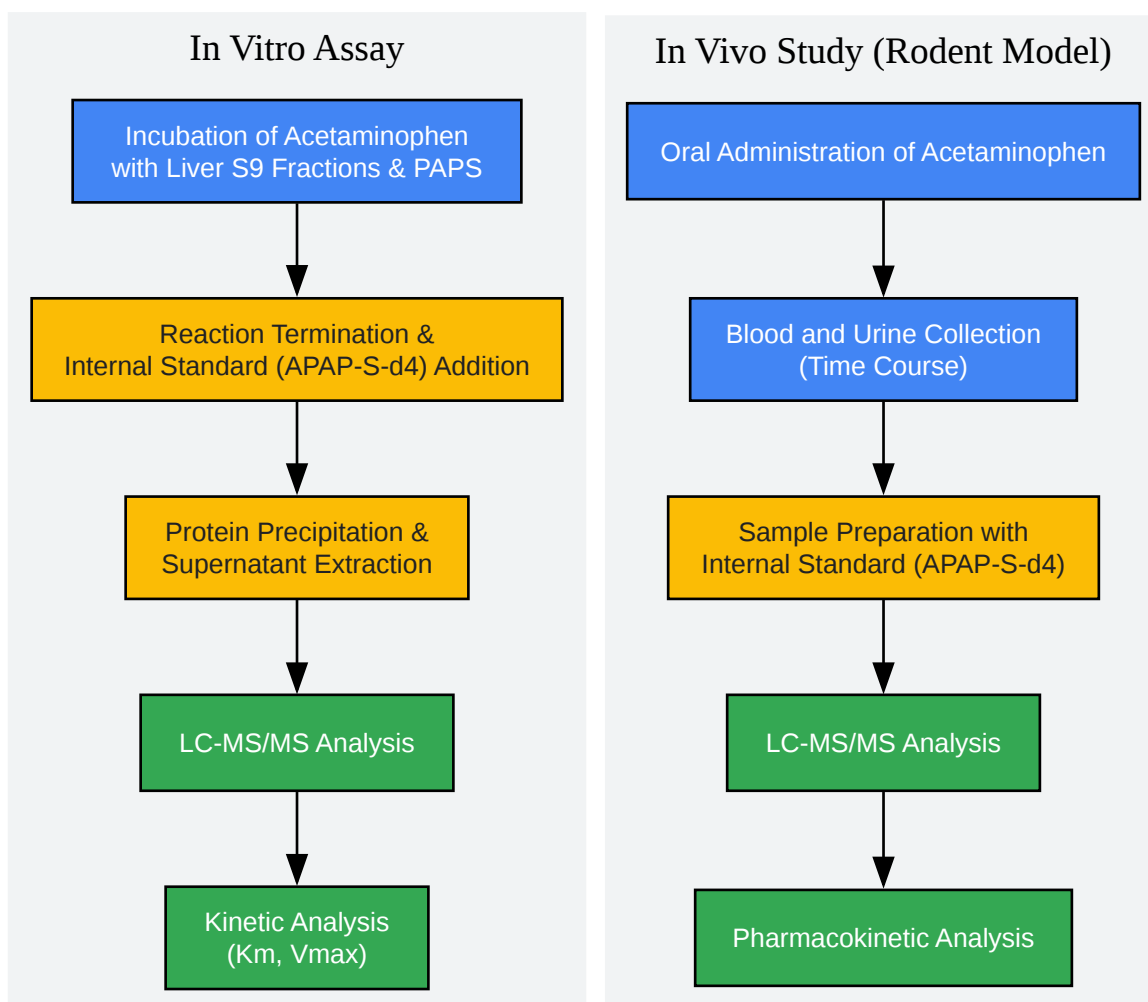 In Vitro Assay
Incubation of Acetaminophen
with Liver S9 Fractions & PAPS
Reaction Termination &
Internal Standard (APAP-S-d4) Addition
Protein Precipitation &
Supernatant Extraction
LC-MS/MS Analysis
Kinetic Analysis
(Km, Vmax)
In Vivo Study (Rodent Model)
Oral Administration of Acetaminophen
Blood and Urine Collection
(Time Course)
Sample Preparation with
Internal Standard (APAP-S-d4)
LC-MS/MS Analysis
Pharmacokinetic Analysis